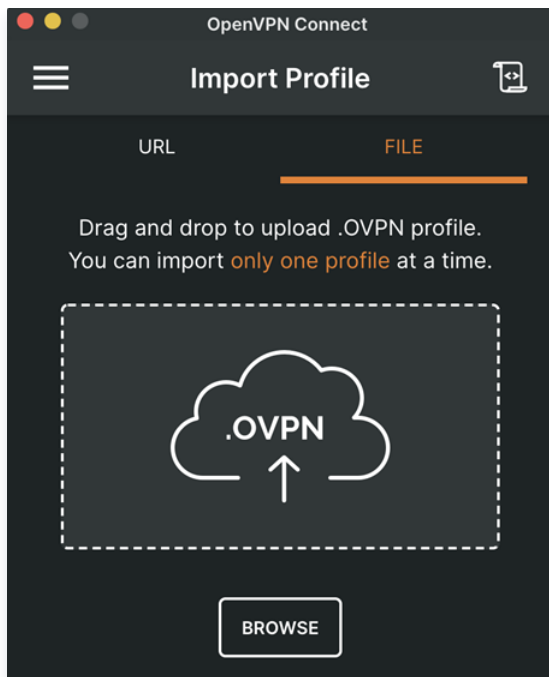 OpenVPN Connect
Import Profile
URL
FILE
Drag and drop to upload .OVPN profile.
You can import only one profile at a time.
.OVPN
BROWSE